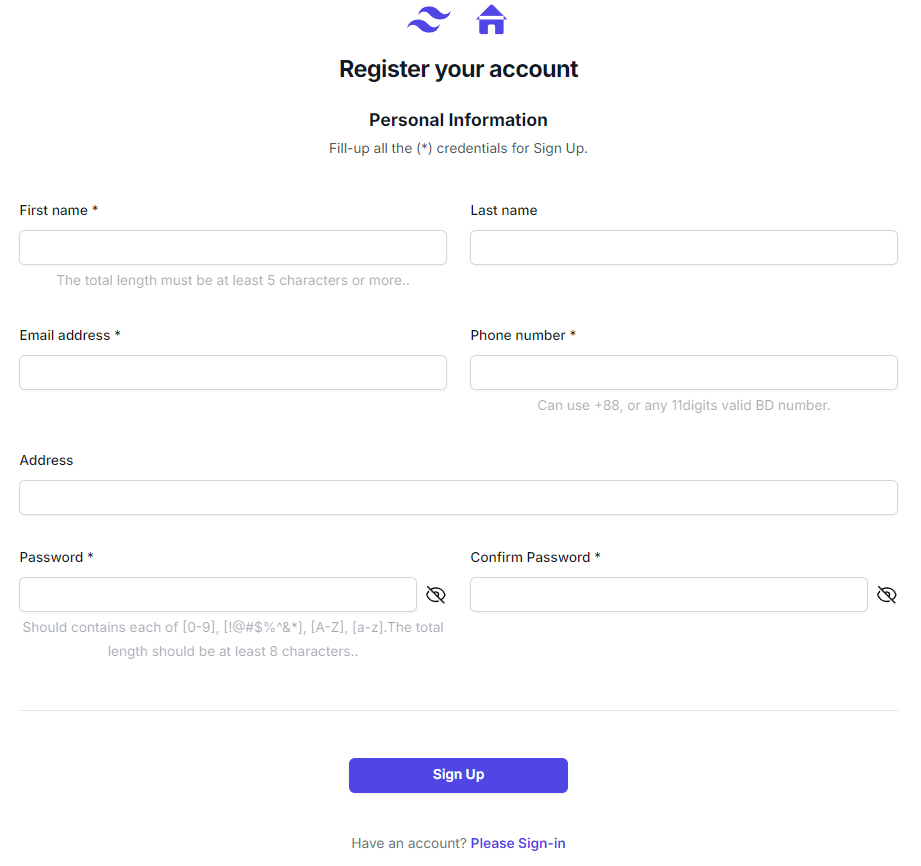 Register your account
Personal Information
Fill-up all the (*) credentials for Sign Up.
First name *
Last name
The total length must be at least 5 characters or more..
Email address *
Phone number *
Can use +88, or any 11digits valid BD number.
Address
Password *
Confirm Password *
Should contains each of [0-9], [!@#$%^&*], [A-Z], [a-z].The total
length should be at least 8 characters..
Sign Up
Have an account? Please Sign-in